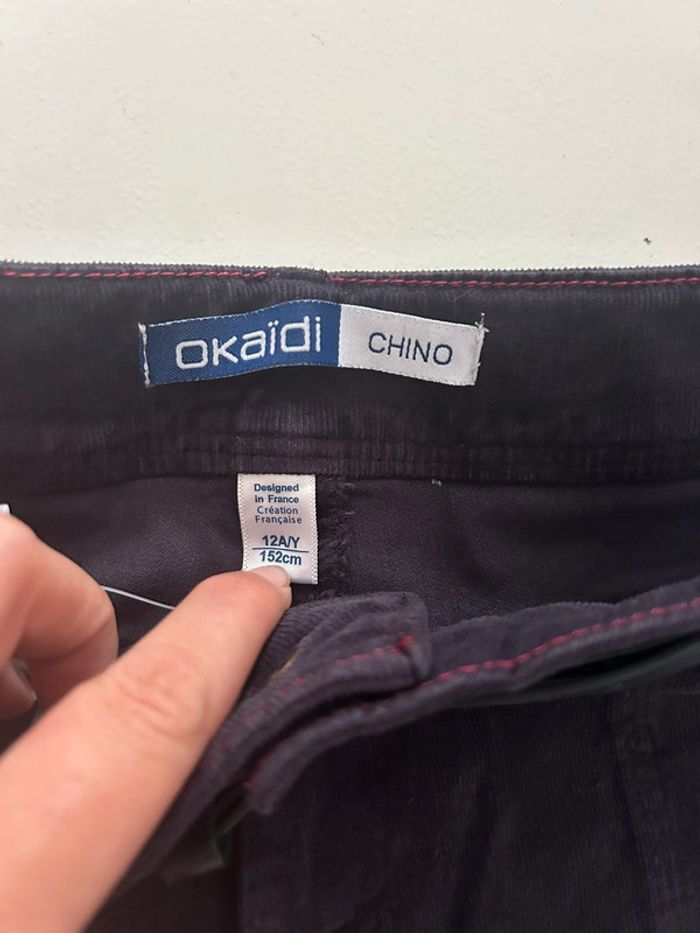 okaïdi CHINO
Designed
in France
Création
Française
12A/Y
152cm